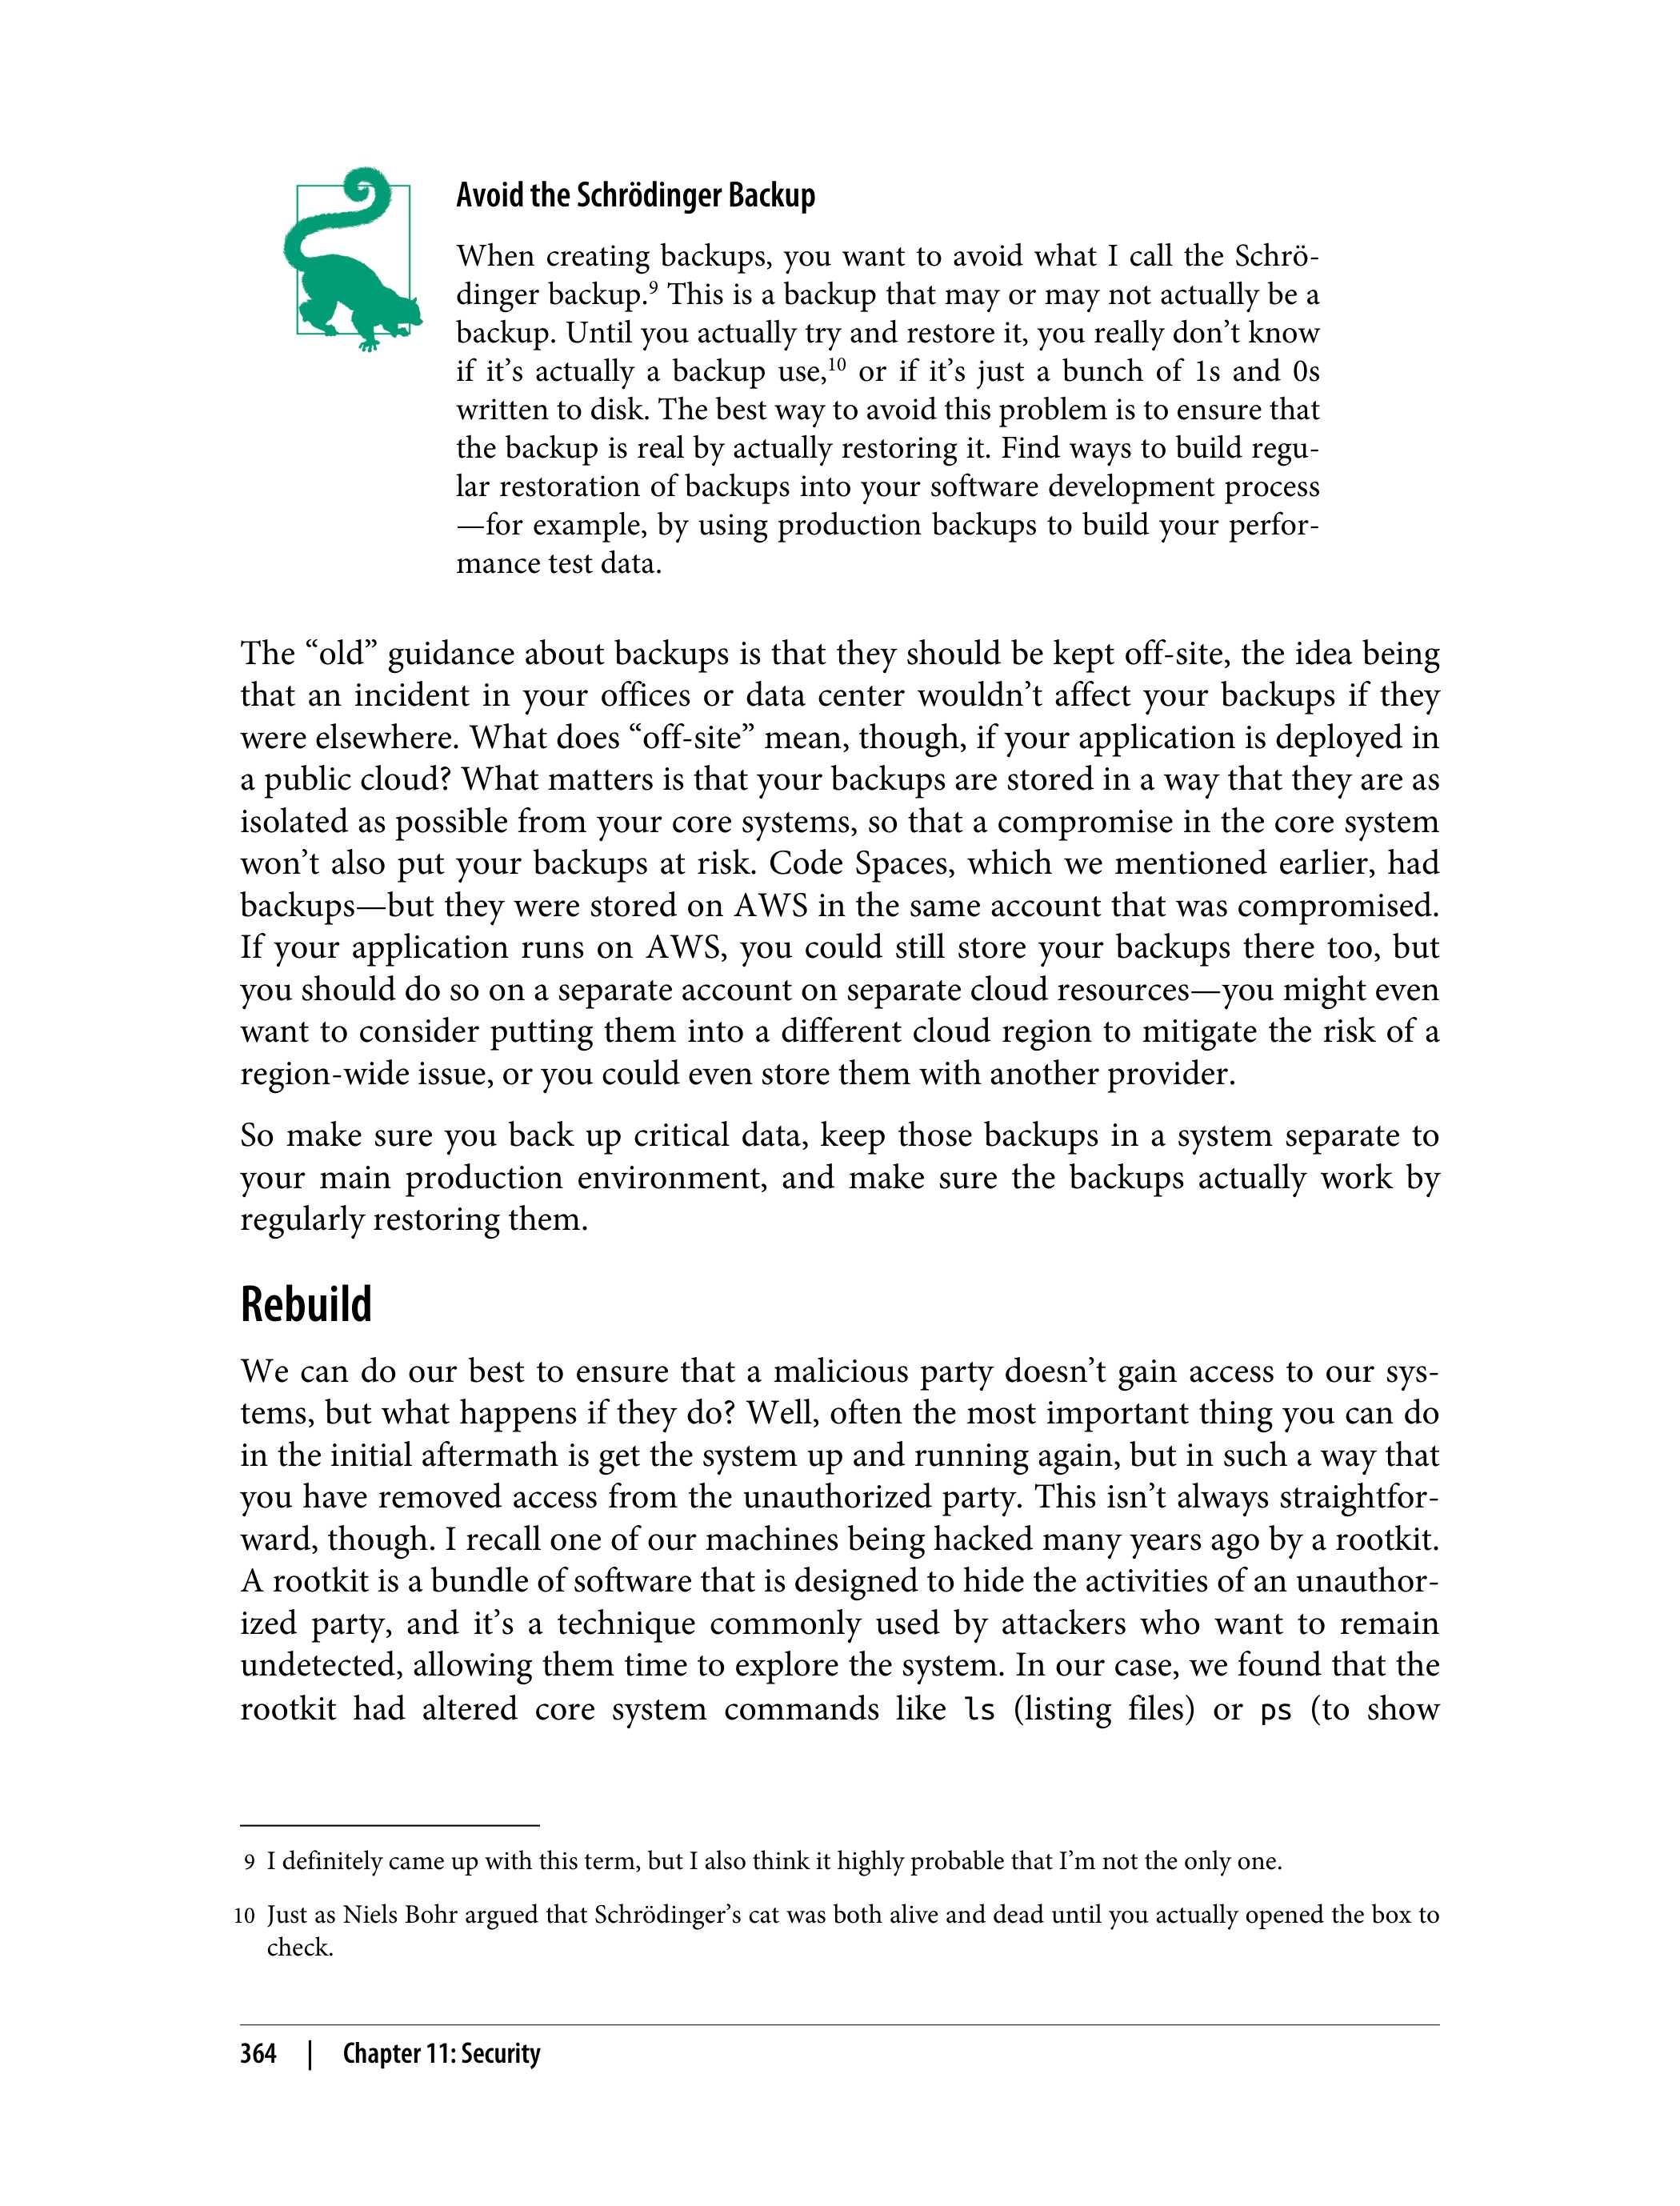 Avoid the Schrödinger Backup
When creating backups, you want to avoid what I call the Schrö-
dinger backup.9 This is a backup that may or may not actually be a
backup. Until you actually try and restore it, you really don’t know
if it’s actually a backup use,10 or if it’s just a bunch of 1s and 0s
written to disk. The best way to avoid this problem is to ensure that
the backup is real by actually restoring it. Find ways to build regu-
lar restoration of backups into your software development process
—for example, by using production backups to build your perfor-
mance test data.
The “old” guidance about backups is that they should be kept off-site, the idea being
that an incident in your offices or data center wouldn’t affect your backups if they
were elsewhere. What does “off-site” mean, though, if your application is deployed in
a public cloud? What matters is that your backups are stored in a way that they are as
isolated as possible from your core systems, so that a compromise in the core system
won’t also put your backups at risk. Code Spaces, which we mentioned earlier, had
backups—but they were stored on AWS in the same account that was compromised.
If your application runs on AWS, you could still store your backups there too, but
you should do so on a separate account on separate cloud resources—you might even
want to consider putting them into a different cloud region to mitigate the risk of a
region-wide issue, or you could even store them with another provider.
So make sure you back up critical data, keep those backups in a system separate to
your main production environment, and make sure the backups actually work by
regularly restoring them.
Rebuild
We can do our best to ensure that a malicious party doesn’t gain access to our sys-
tems, but what happens if they do? Well, often the most important thing you can do
in the initial aftermath is get the system up and running again, but in such a way that
you have removed access from the unauthorized party. This isn’t always straightfor-
ward, though. I recall one of our machines being hacked many years ago by a rootkit.
A rootkit is a bundle of software that is designed to hide the activities of an unauthor-
ized party, and it’s a technique commonly used by attackers who want to remain
undetected, allowing them time to explore the system. In our case, we found that the
rootkit had altered core system commands like ls (listing files) or ps (to show
9 I definitely came up with this term, but I also think it highly probable that I’m not the only one.
10 Just as Niels Bohr argued that Schrödinger’s cat was both alive and dead until you actually opened the box to
check.
364 | Chapter 11: Security